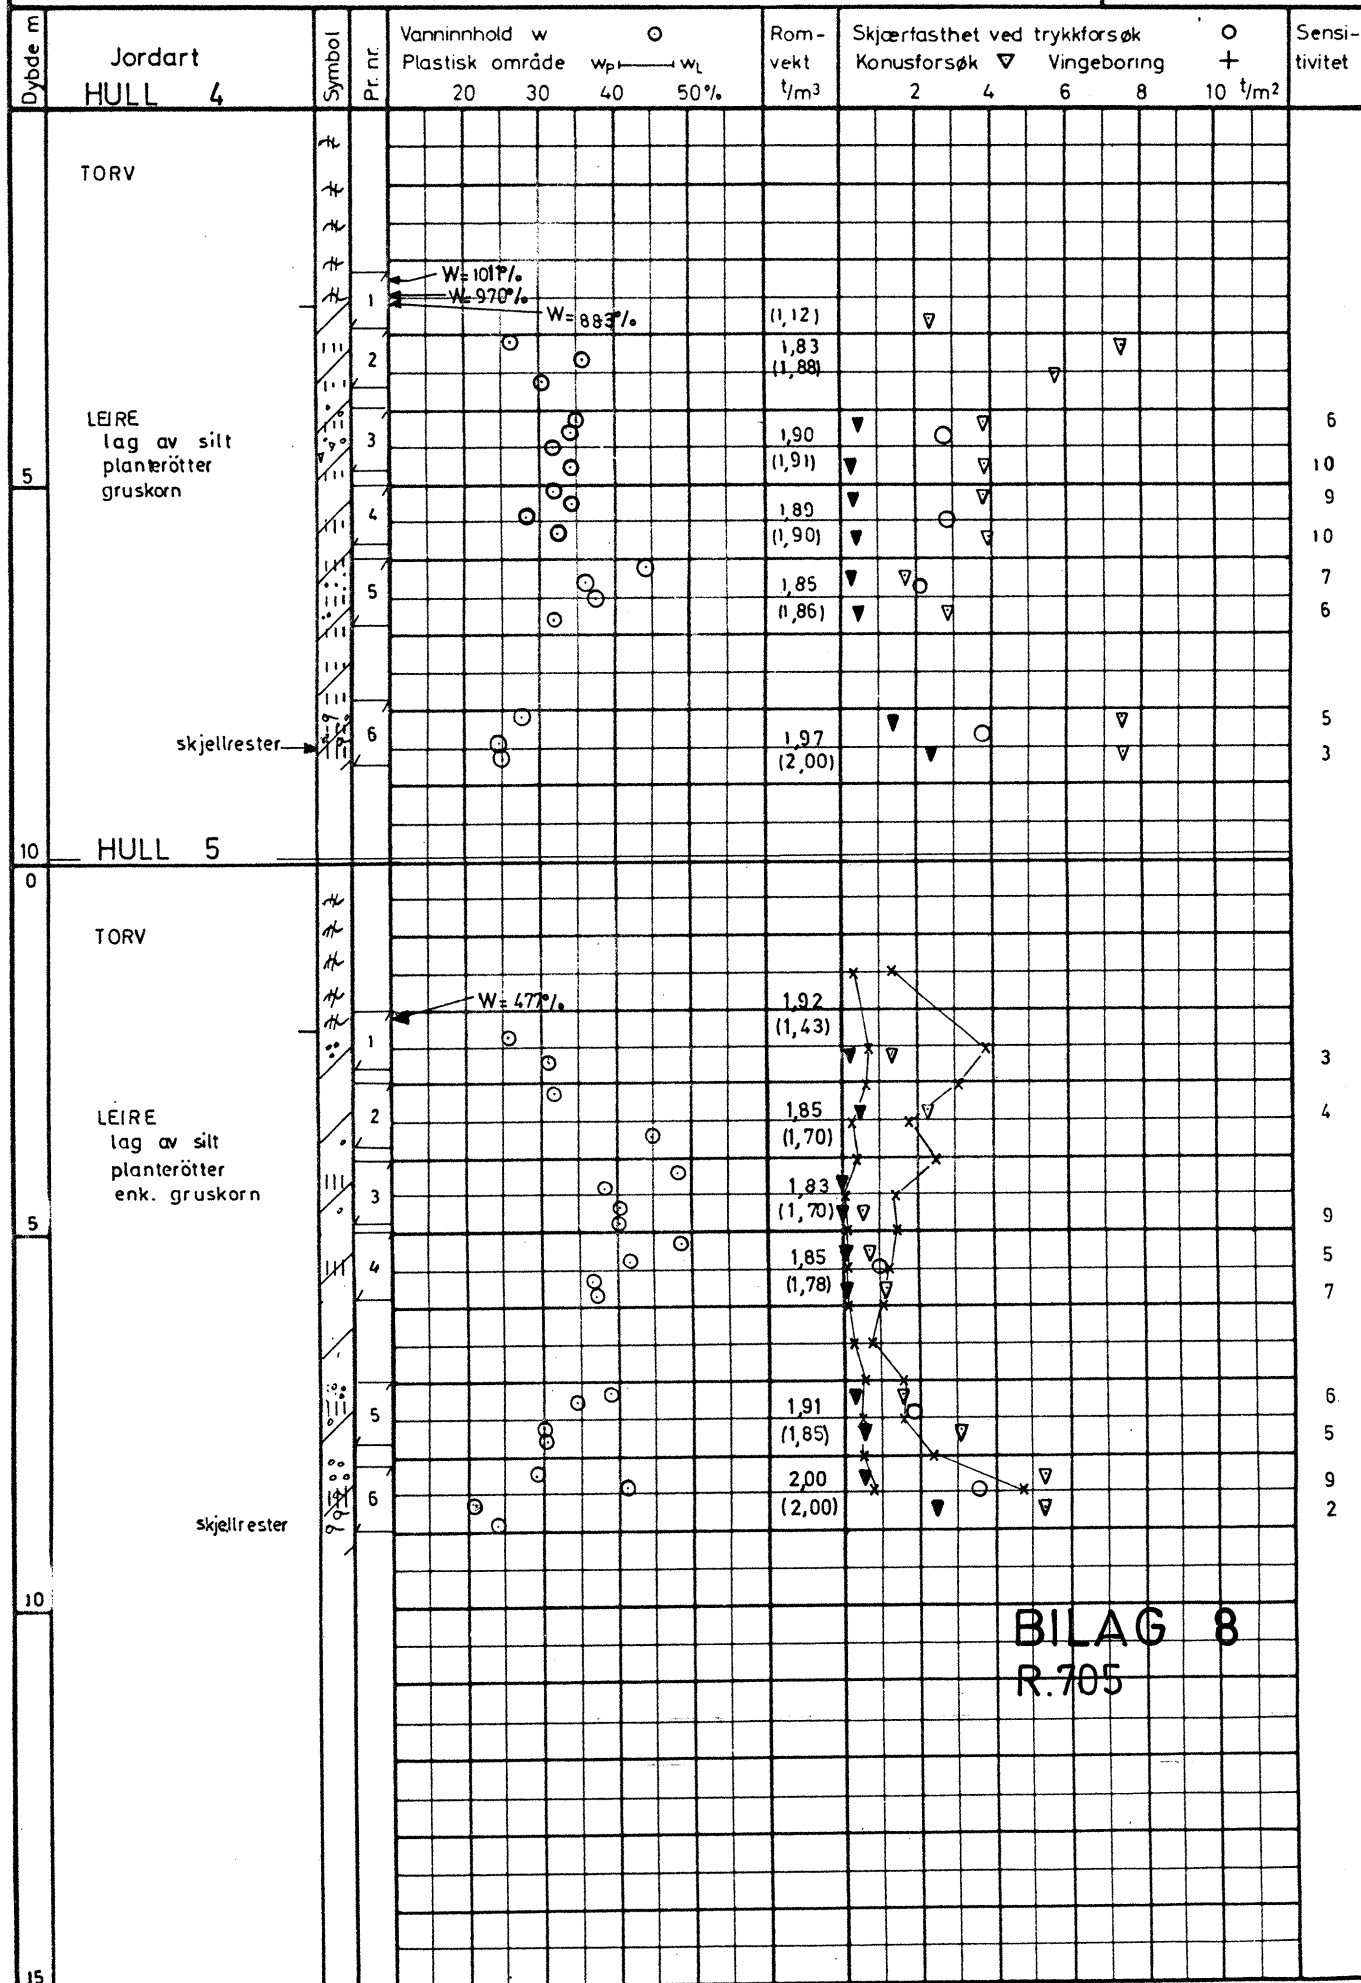 Dybde m
Jordart
HULL 4
Symbol
Pr. nr.
Vanninnhold w
Plastisk område wP wL
20 30 40 50%
Rom-
vekt
t/m³
Skjærfasthet ved trykkforsøk
Konusforsøk Vingeboring
2 4 6 8 10 t/m²
Sensi-
tivitet
TORV
W=1011%
1
W=970%
W=883%
(1,12)
2
1,83
(1,88)
LEIRE
lag av silt
planterötter
gruskorn
3
1,90
(1,91)
6
10
5
4
1,89
(1,90)
9
10
5
1,85
(1,86)
7
6
skjellrester
6
1,97
(2,00)
5
3
10
HULL 5
0
TORV
W=477%
1
1,92
(1,43)
3
LEIRE
lag av silt
planterötter
enk. gruskorn
2
1,85
(1,70)
4
3
1,83
(1,70)
9
5
4
1,85
(1,78)
5
7
5
1,91
(1,85)
6
5
skjellrester
6
2,00
(2,00)
9
2
10
BILAG 8
R.705
15